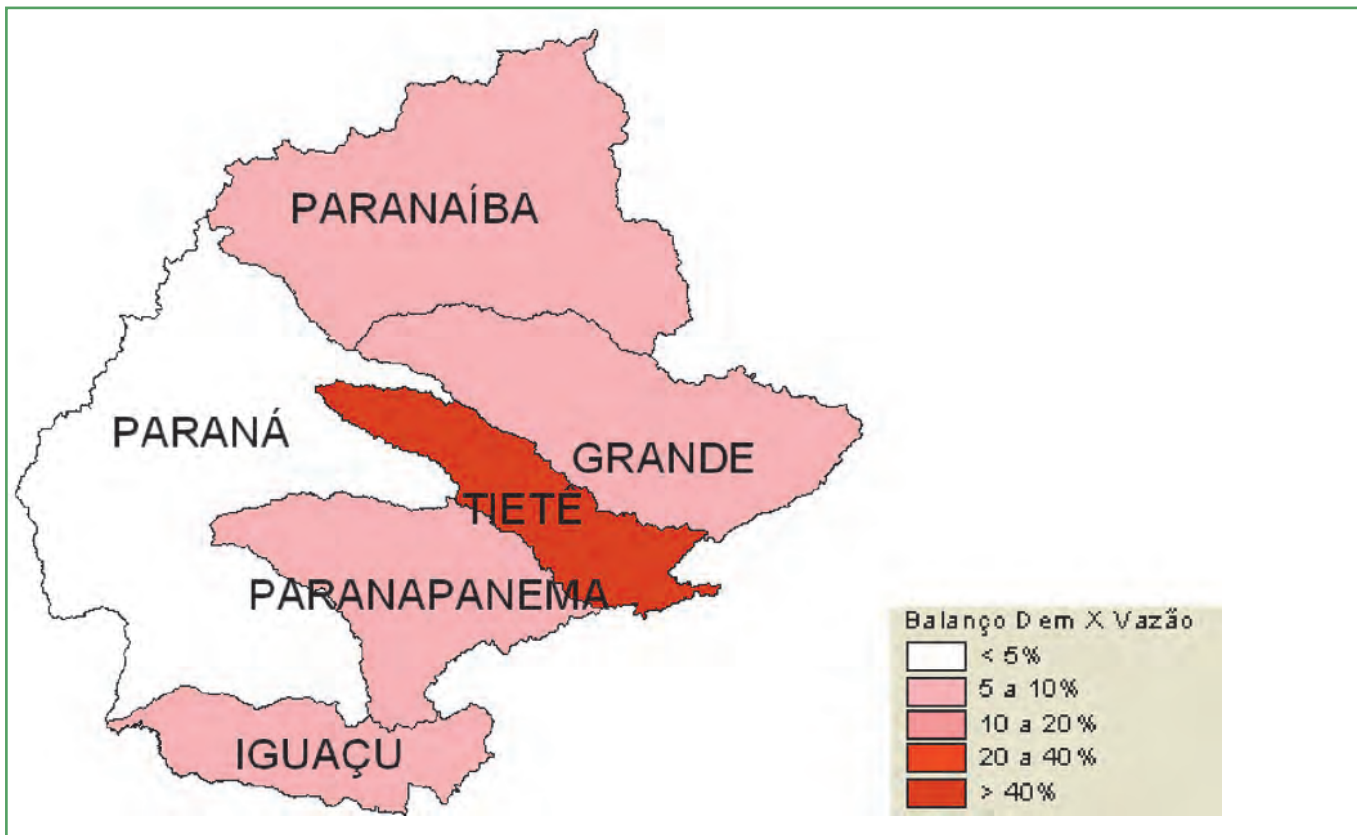 PARANAÍBA
PARANÁ
GRANDE
TIETÊ
PARANAPANEMA
IGUAÇU
Balanço Dem X Vazão
< 5%
5 a 10%
10 a 20%
20 a 40%
> 40%